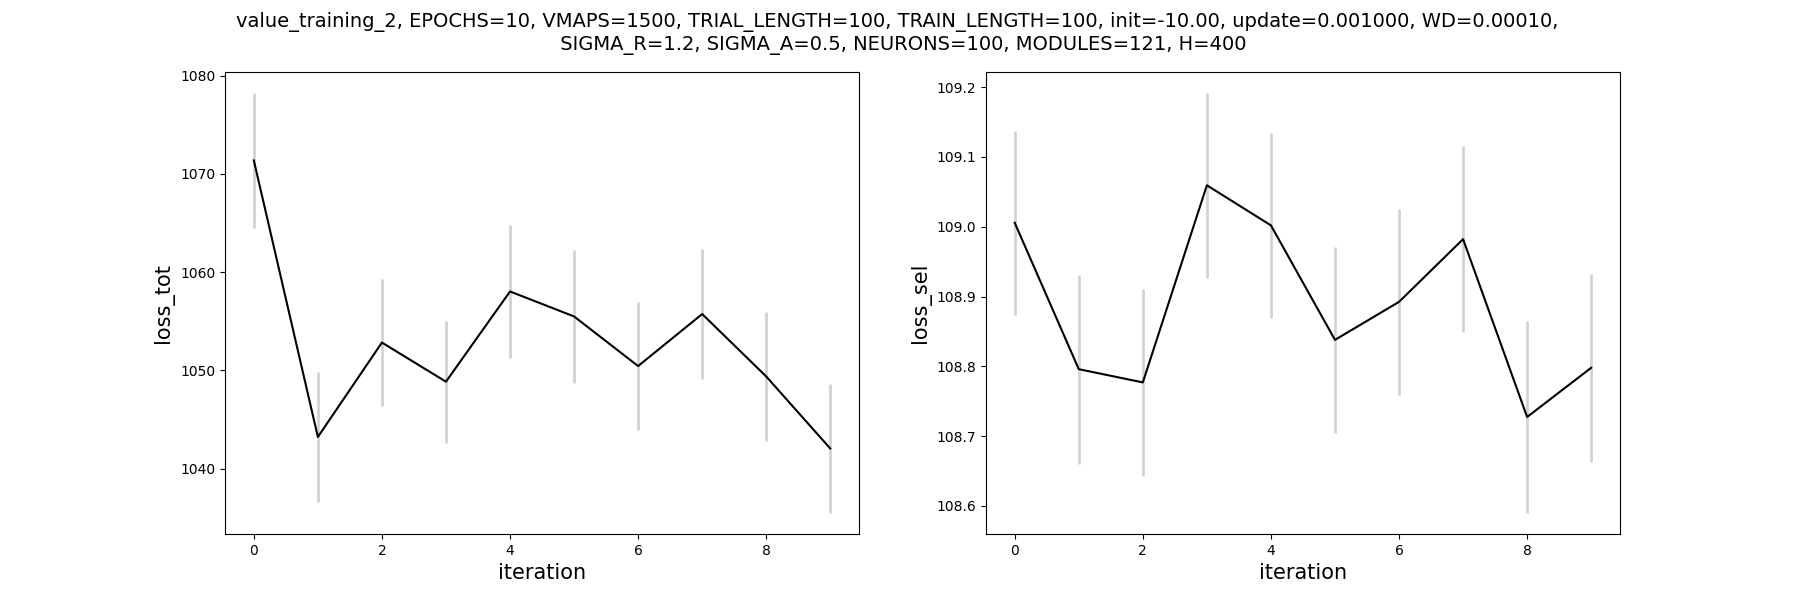 value_training_2, EPOCHS=10, VMAPS=1500, TRIAL_LENGTH=100, TRAIN_LENGTH=100, init=-10.00, update=0.001000, WD=0.00010,
SIGMA_R=1.2, SIGMA_A=0.5, NEURONS=100, MODULES=121, H=400
loss_tot
1080
1070
1060
1050
1040
0 2 4 6 8
iteration
loss_sel
109.2
109.1
109.0
108.9
108.8
108.7
108.6
0 2 4 6 8
iteration